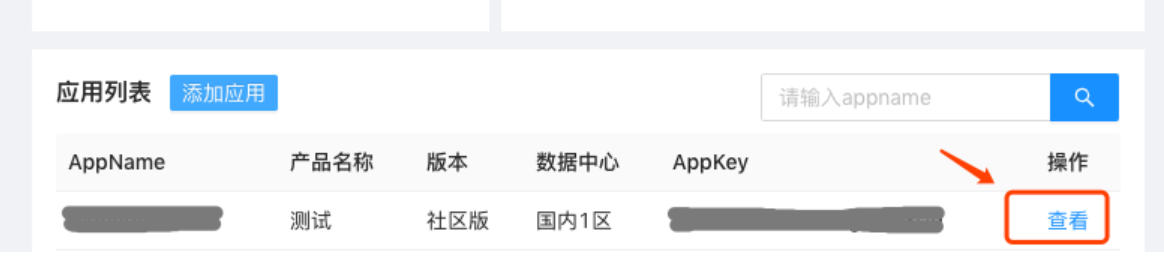 应用列表 添加应用 请输入appname
AppName 产品名称 版本 数据中心 AppKey 操作
测试 社区版 国内1区 查看